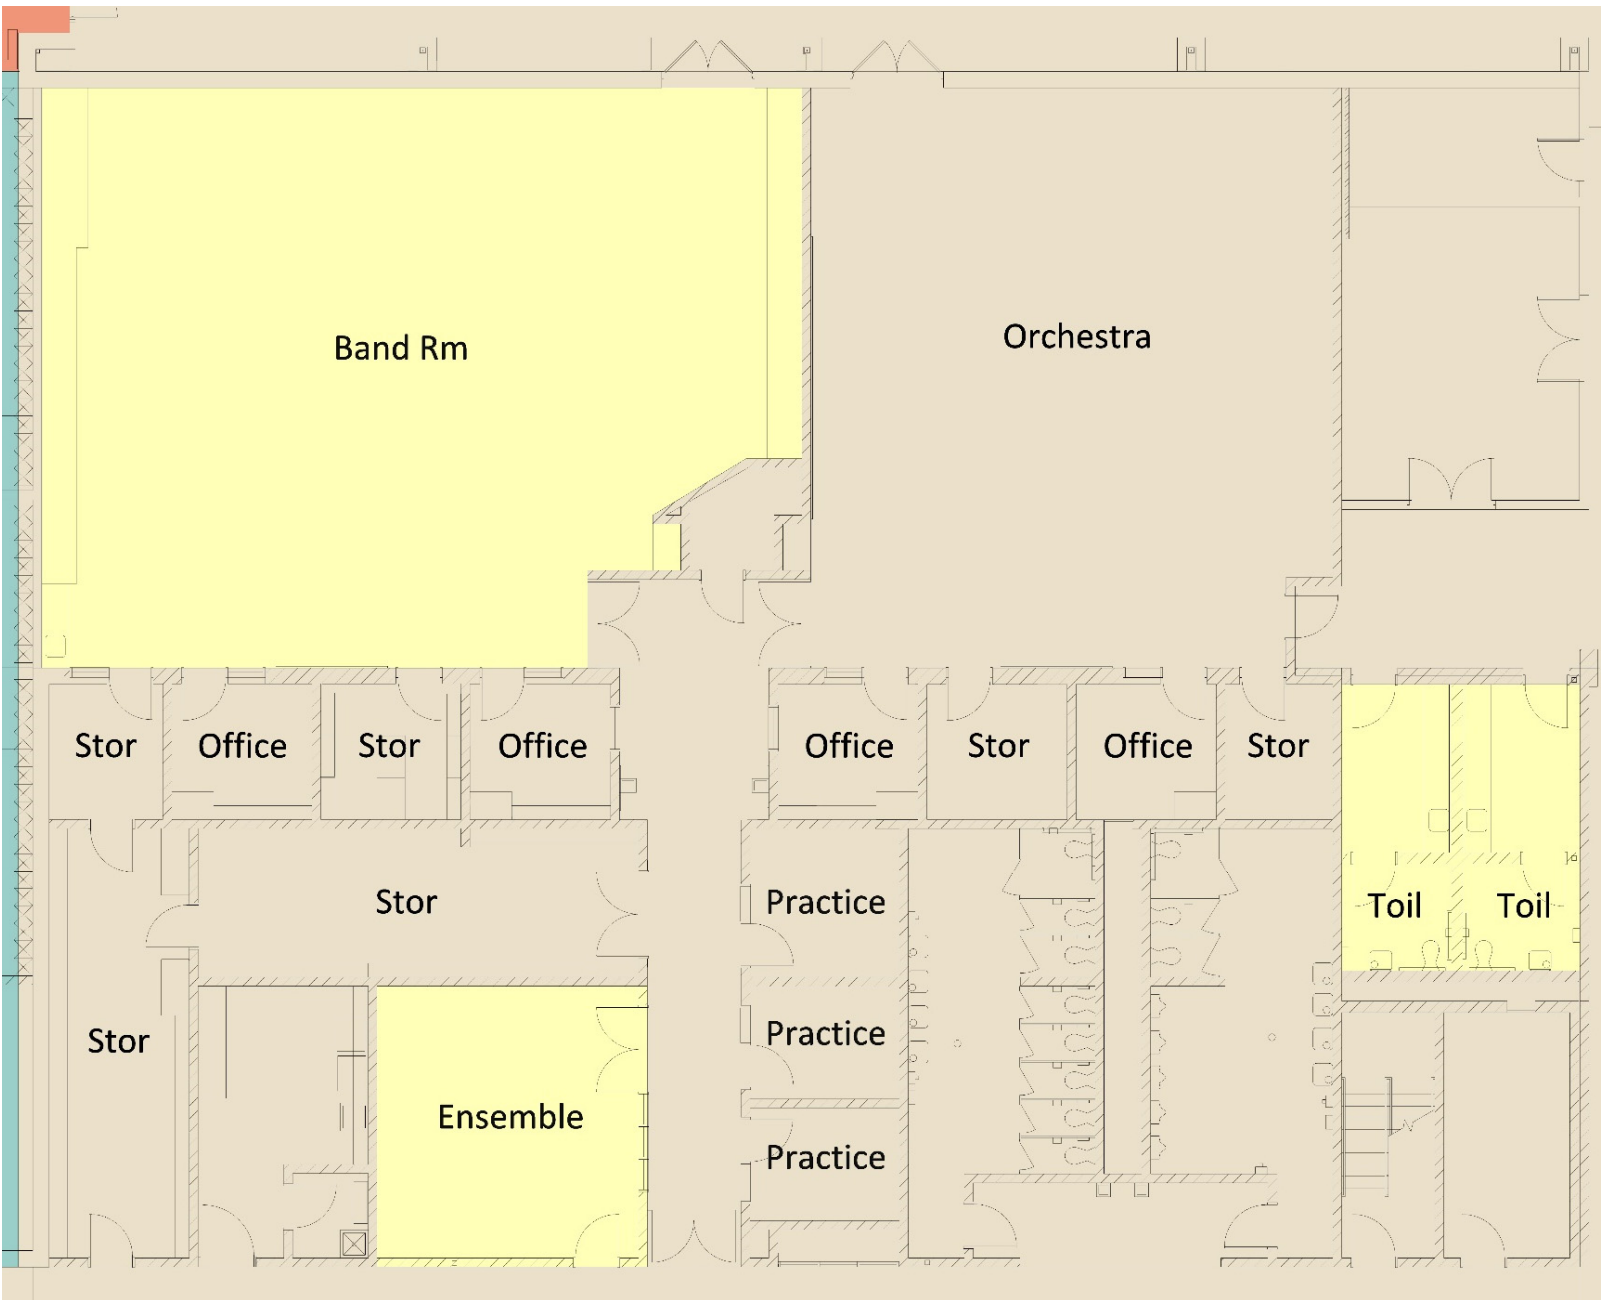 Orchestra
Band Rm
Stor
Office
Stor
Office
Office
Stor
Office
Stor
Stor
Practice
Toil
Toil
Practice
Stor
Ensemble
Practice